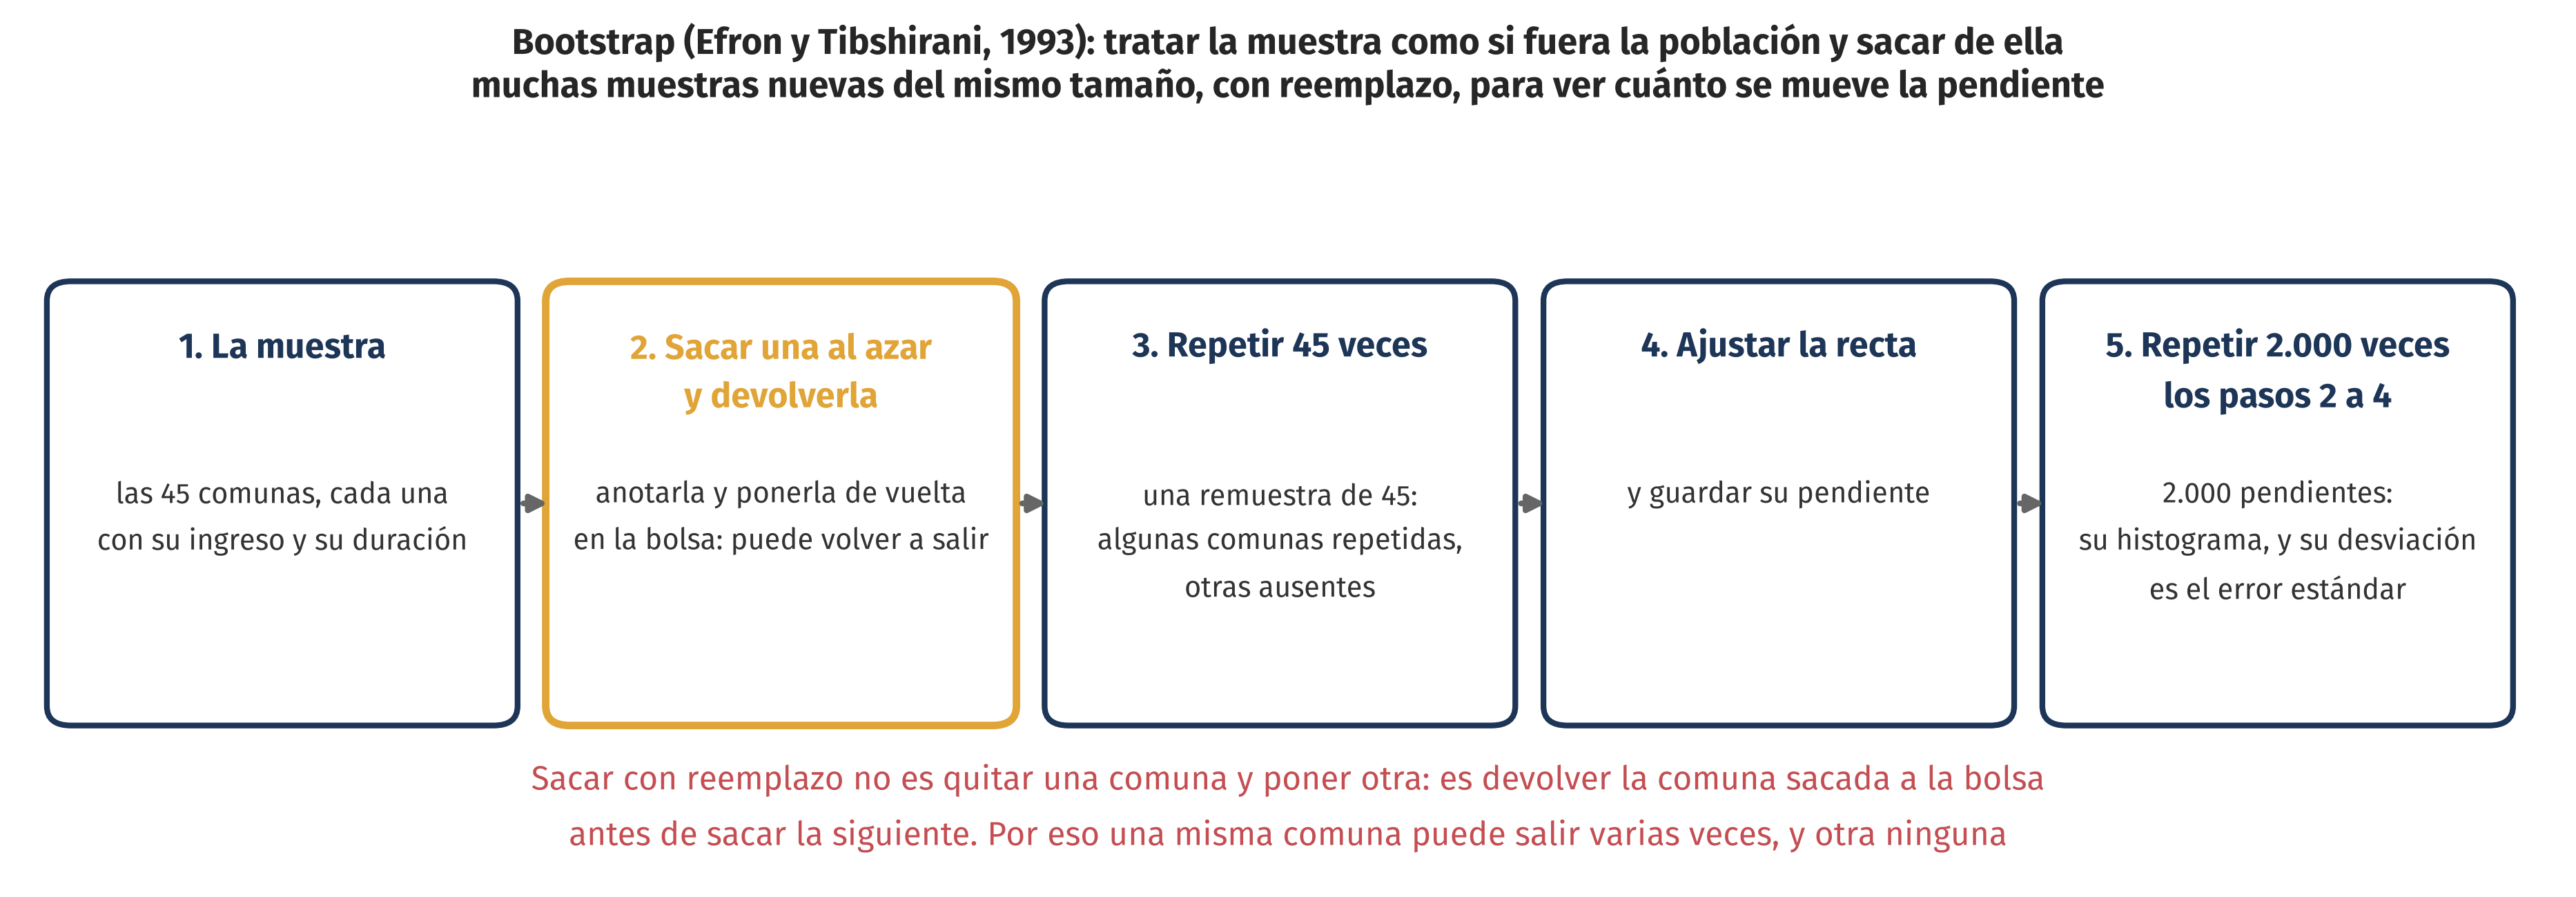 Bootstrap (Efron y Tibshirani, 1993): tratar la muestra como si fuera la población y sacar de ella
muchas muestras nuevas del mismo tamaño, con reemplazo, para ver cuánto se mueve la pendiente
1. La muestra
las 45 comunas, cada una
con su ingreso y su duración
2. Sacar una al azar
y devolverla
anotarla y ponerla de vuelta
en la bolsa: puede volver a salir
3. Repetir 45 veces
una remuestra de 45:
algunas comunas repetidas,
otras ausentes
4. Ajustar la recta
y guardar su pendiente
5. Repetir 2.000 veces
los pasos 2 a 4
2.000 pendientes:
su histograma, y su desviación
es el error estándar
Sacar con reemplazo no es quitar una comuna y poner otra: es devolver la comuna sacada a la bolsa
antes de sacar la siguiente. Por eso una misma comuna puede salir varias veces, y otra ninguna